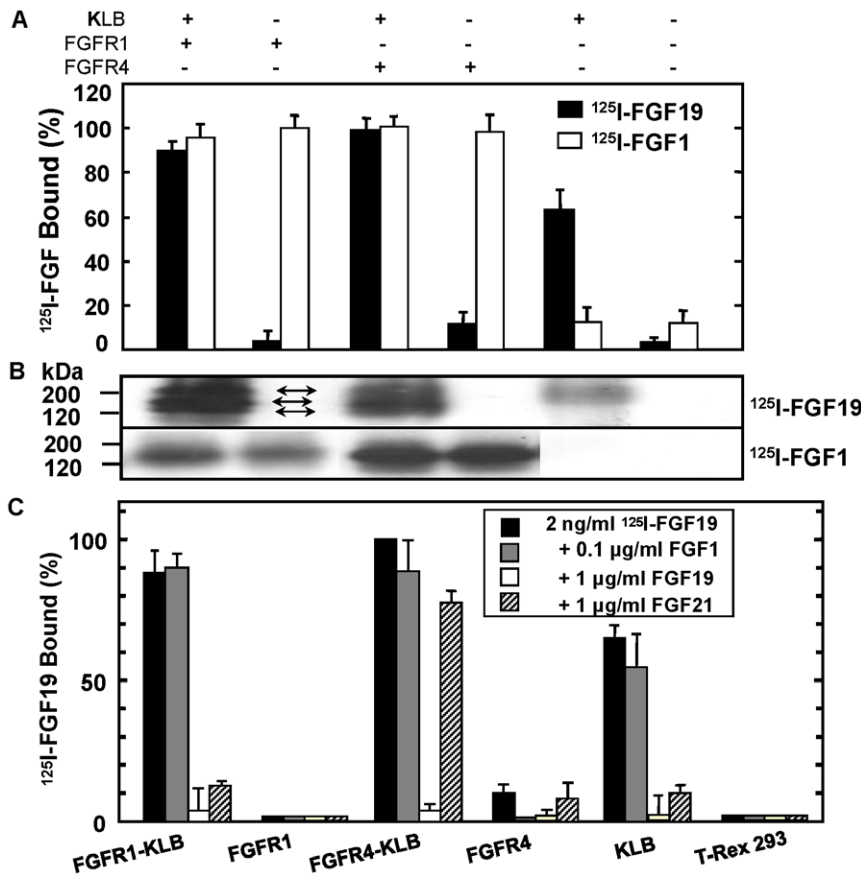 A KLB + - + - + -
FGFR1 + + - - - -
FGFR4 - - + + - -
¹²⁵I-FGF Bound (%)
120
100
80
60
40
20
0
¹²⁵I-FGF19
¹²⁵I-FGF1
B kDa
200
120
¹²⁵I-FGF19
200
120
¹²⁵I-FGF1
C
¹²⁵I-FGF19 Bound (%)
100
50
0
2 ng/ml ¹²⁵I-FGF19
+ 0.1 µg/ml FGF1
+ 1 µg/ml FGF19
+ 1 µg/ml FGF21
FGFR1-KLB
FGFR1
FGFR4-KLB
FGFR4
KLB
T-Rex 293